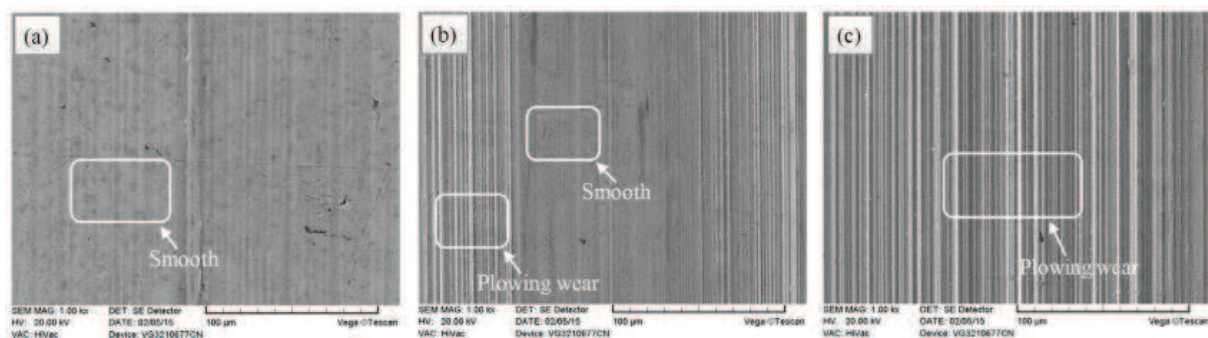 (a)
Smooth
SEM MAG: 1.00 kx DET: SE Detector
HV: 20.00 kV DATE: 02/05/15 100 µm Vega ©Tescan
VAC: HiVac Device: VG3210677CN
(b)
Smooth
Plowing wear
SEM MAG: 1.00 kx DET: SE Detector
HV: 20.00 kV DATE: 02/05/15 100 µm Vega ©Tescan
VAC: HiVac Device: VG3210677CN
(c)
Plowing wear
SEM MAG: 1.00 kx DET: SE Detector
HV: 20.00 kV DATE: 02/05/15 100 µm Vega ©Tescan
VAC: HiVac Device: VG3210677CN